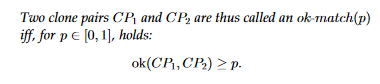 Two clone pairs CP₁ and CP₂ are thus called an ok-match(p)
iff, for p ∈ [0, 1], holds:
ok(CP₁, CP₂) ≥ p.